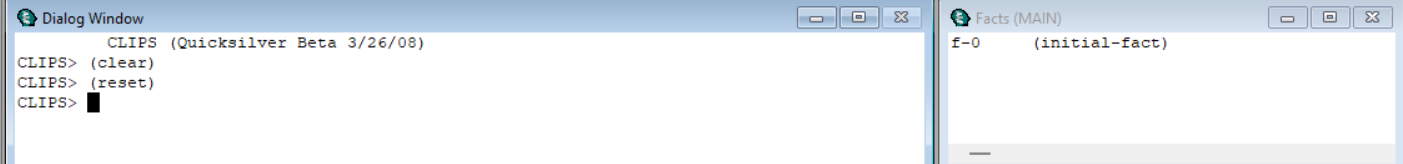 Dialog Window
CLIPS (Quicksilver Beta 3/26/08)
CLIPS> (clear)
CLIPS> (reset)
CLIPS>
Facts (MAIN)
f-0 (initial-fact)